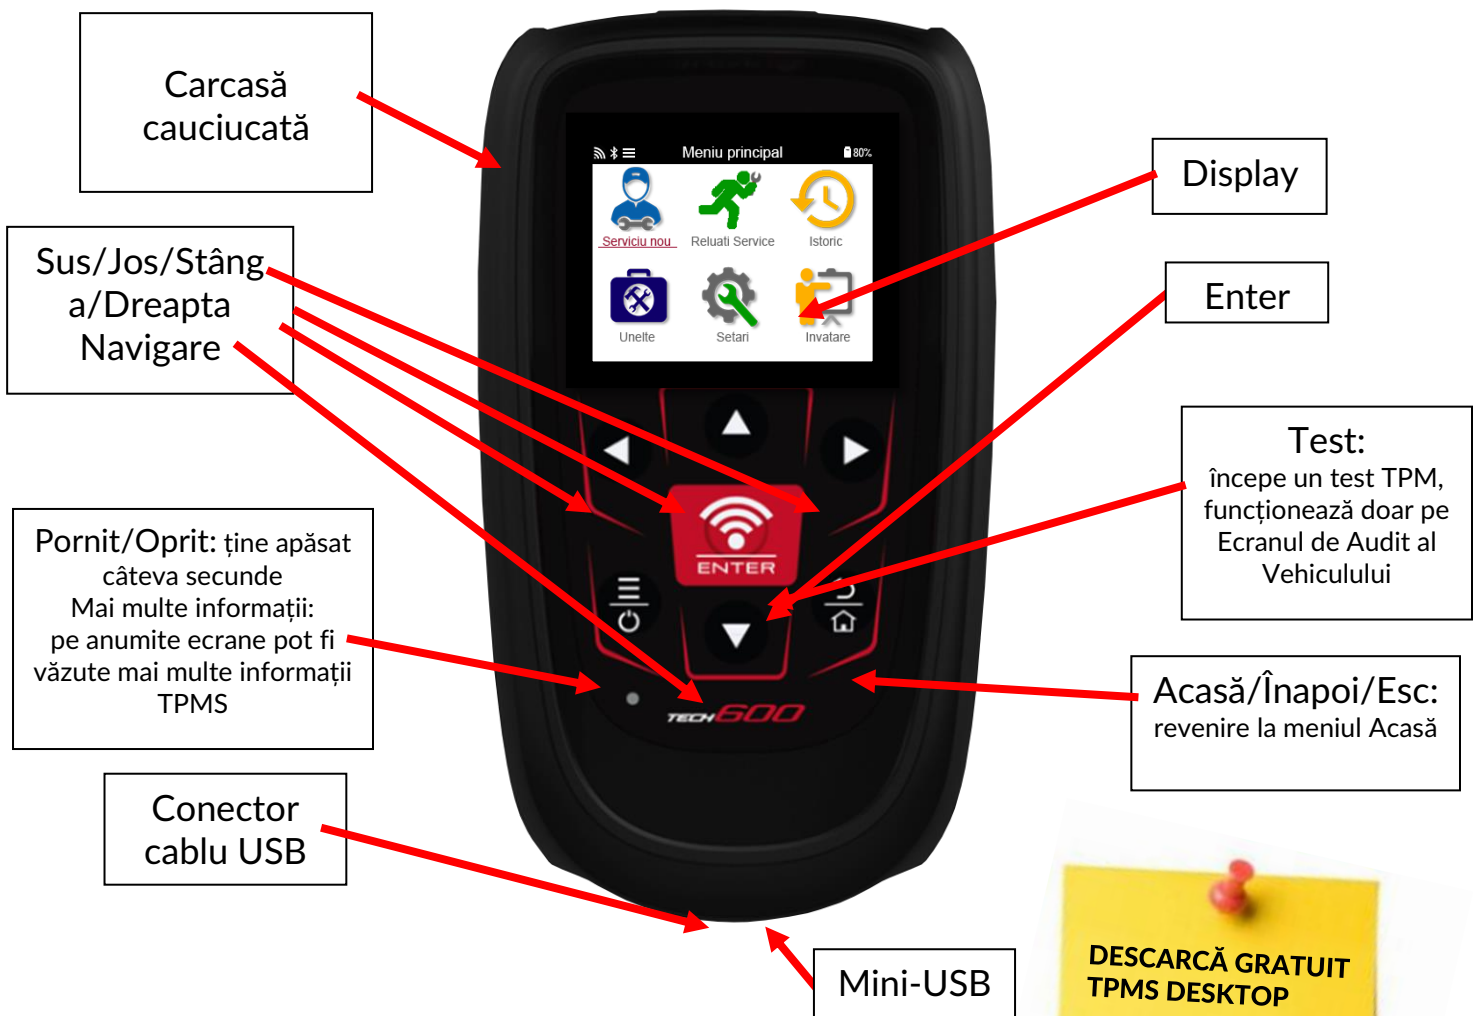 Carcasă
cauciucată
Meniu principal
80%
Serviciu nou
Reluati Service
Istoric
Unelte
Setari
Invatare
Display
Sus/Jos/Stâng
a/Dreapta
Navigare
Enter
Test:
începe un test TPM,
funcționează doar pe
Ecranul de Audit al
Vehiculului
ENTER
Pornit/Oprit: ține apăsat
câteva secunde
Mai multe informații:
pe anumite ecrane pot fi
văzute mai multe informații
TPMS
TECH600
Acasă/Înapoi/Esc:
revenire la meniul Acasă
Conector
cablu USB
Mini-USB
DESCARCĂ GRATUIT
TPMS DESKTOP